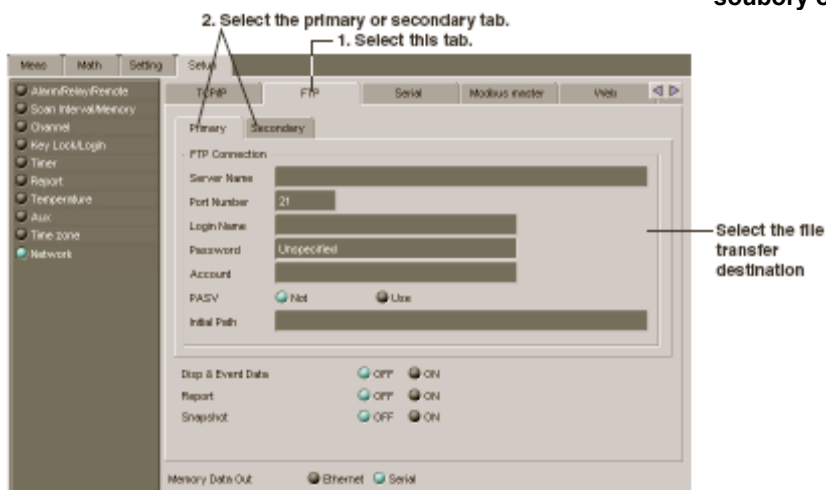 soubory c
2. Select the primary or secondary tab.
1. Select this tab.
Meno Math Setting Setup
Alarm/Relay/Remote
Scan Interval/Memory
Channel
Key Lock/Login
Timer
Report
Temperature
Aux
Time zone
Network
TCP/IP FTP Serial Modbus master Web
Primary Secondary
FTP Connection
Server Name
Port Number 21
Login Name
Password Unspecified
Account
PASV Not Use
Initial Path
Disp & Event Data OFF ON
Report OFF ON
Snapshot OFF ON
Memory Data Out Ethernet Serial
Select the file
transfer
destination